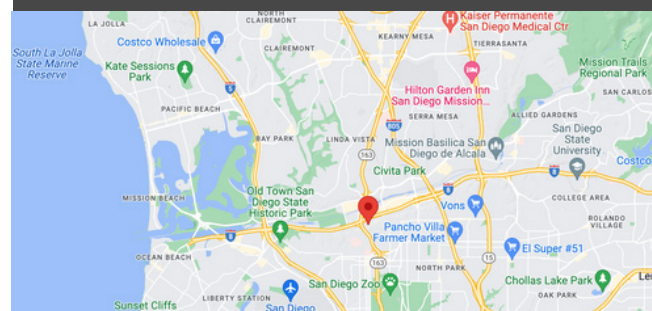 LA JOLLA
NORTH
CLAIREMONT
Kaiser Permanente
San Diego Medical Ctr
Costco Wholesale
KEARNY MESA
TIERRASANTA
South La Jolla
State Marine
Reserve
CLAIREMONT
Kate Sessions
Park
5
Mission Trails
Regional Park
Hilton Garden Inn
San Diego Mission...
SAN CARLOS
PACIFIC BEACH
805
SERRA MESA
ALLIED GARDENS
BAY PARK
LINDA VISTA
Mission Basilica San
Diego de Alcala
San Diego
State
University
163
Costco
Civita Park
8
8
MISSION BEACH
Old Town San
Diego State
Historic Park
Vons
COLLEGE AREA
ROLANDO
VILLAGE
Pancho Villa
Farmer Market
8
El Super #51
OCEAN BEACH
163
15
NORTH PARK
San Diego Zoo
Chollas Lake Park
LIBERTY STATION
OAK PARK
Sunset Cliffs
San Diego